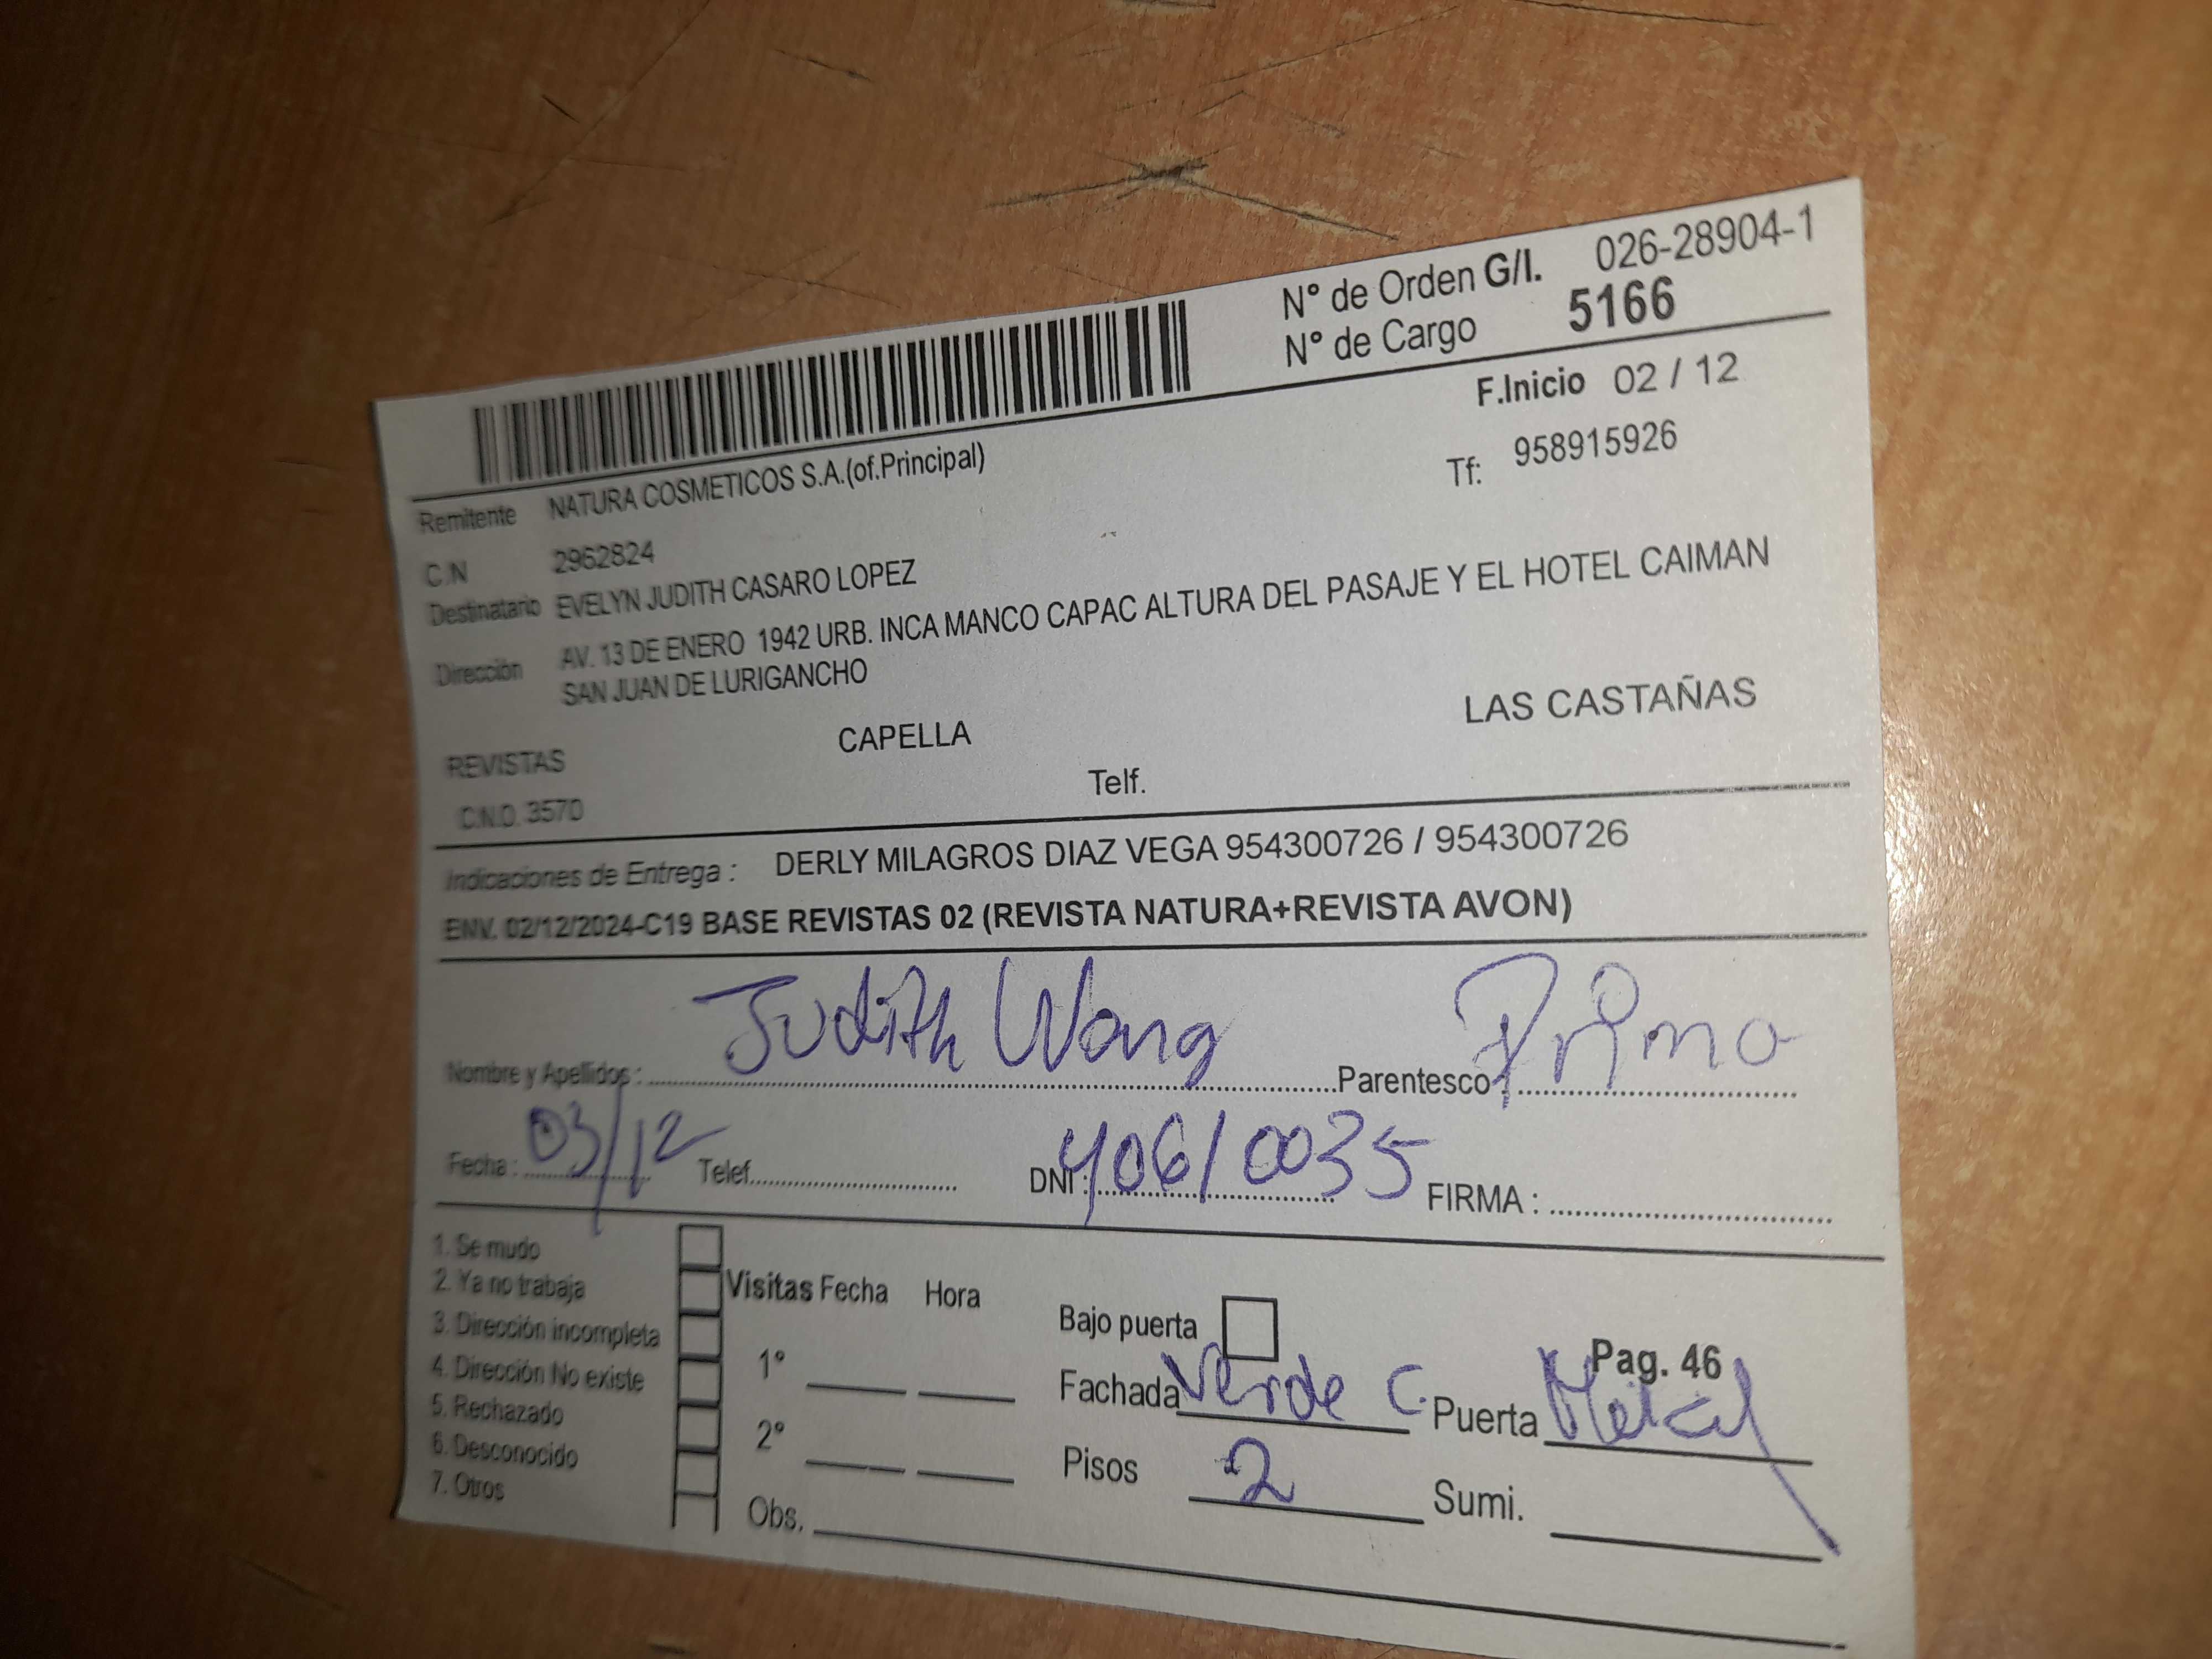 N° de Orden G/I. 026-28904-1
N° de Cargo 5166
F.Inicio 02 / 12
Remitente NATURA COSMETICOS S.A.(of.Principal)
Tf: 958915926
C.N 2962824
Destinatario EVELYN JUDITH CASARO LOPEZ
Dirección AV. 13 DE ENERO 1942 URB. INCA MANCO CAPAC ALTURA DEL PASAJE Y EL HOTEL CAIMAN
SAN JUAN DE LURIGANCHO
REVISTAS CAPELLA LAS CASTAÑAS
C.N.O. 3570 Telf.
Indicaciones de Entrega : DERLY MILAGROS DIAZ VEGA 954300726 / 954300726
ENV. 02/12/2024-C19 BASE REVISTAS 02 (REVISTA NATURA+REVISTA AVON)
Nombre y Apellidos : Judith Wong Parentesco : Primo
Fecha : 03/12 Telef. DNI : 40610035 FIRMA :
1. Se mudo
2. Ya no trabaja
3. Dirección incompleta
4. Dirección No existe
5. Rechazado
6. Desconocido
7. Otros
Visitas Fecha Hora
1°
2°
Obs.
Bajo puerta
Pag. 46
Fachada Verde C. Puerta Metal
Pisos 2 Sumi.